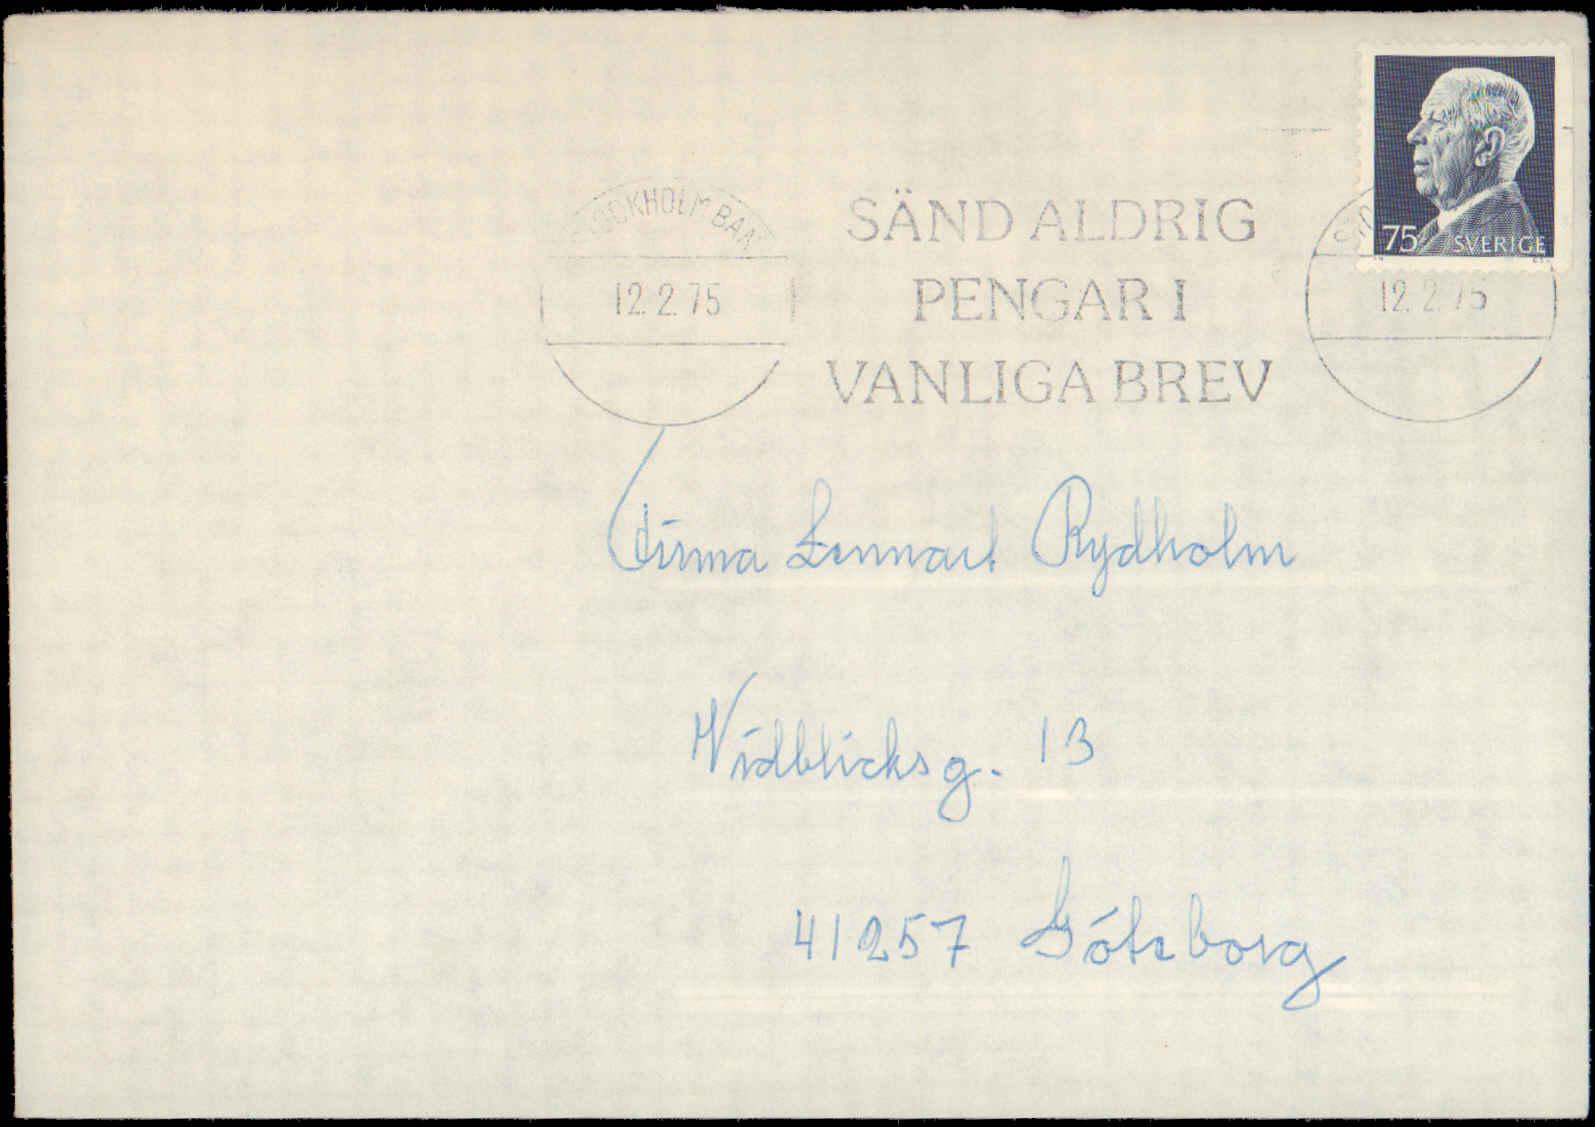 STOCKHOLM BAN
12.2.75
SÄND ALDRIG
PENGAR I
VANLIGA BREV
12.2.75
75 SVERIGE
Firma Lennart Rydholm
Vidblicksg. 13
41257 Göteborg